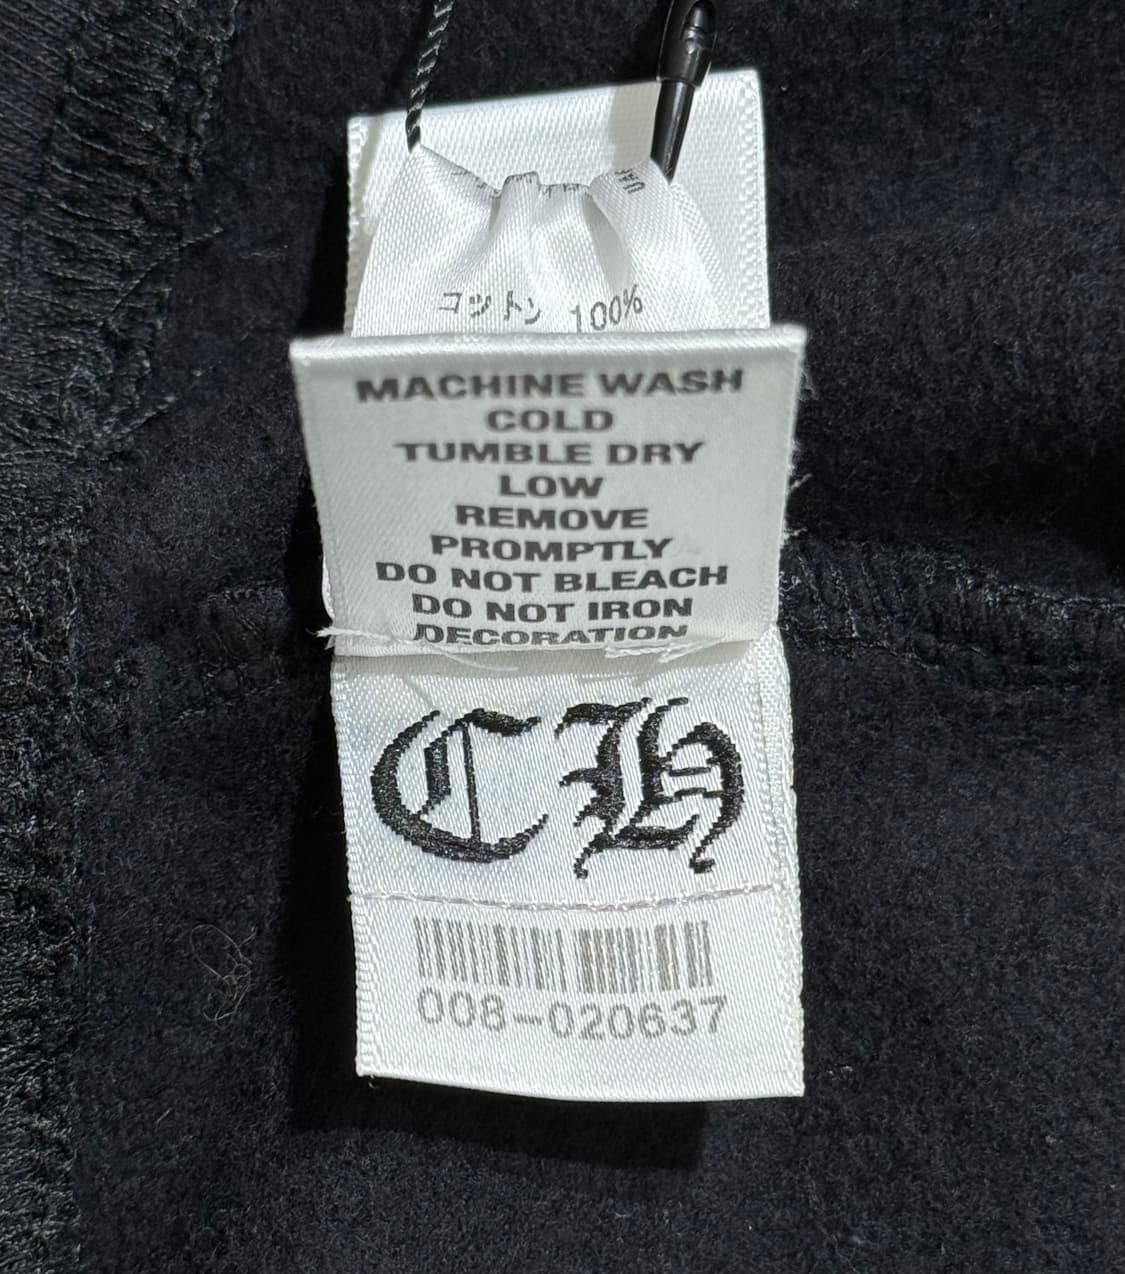 コットン 100%
MACHINE WASH
COLD
TUMBLE DRY
LOW
REMOVE
PROMPTLY
DO NOT BLEACH
DO NOT IRON
DECORATION
CH
008-020637